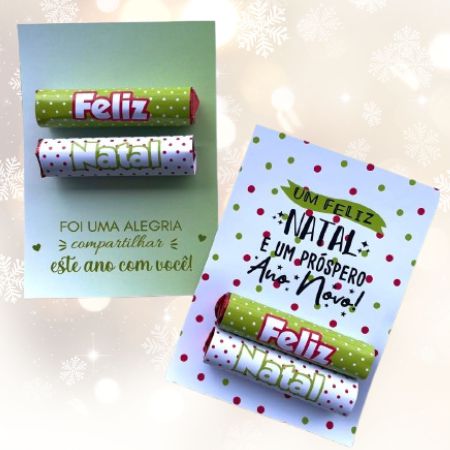 Feliz
Natal
FOI UMA ALEGRIA
compartilhar
este ano com você!
UM FELIZ
NATAL
E UM PRÓSPERO
Ano Novo!
Feliz
Natal